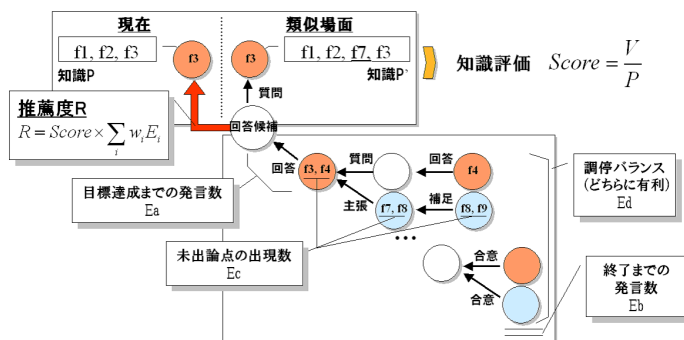 現在
類似場面
f1, f2, f3
f3
f3
f1, f2, f7, f3
知識P
知識P'
質問
知識評価 Score = V/P
推薦度R
R = Score × ∑i wiEi
回答候補
回答
f3, f4
質問
回答
f4
主張
f7, f8
補足
f8, f9
目標達成までの発言数
Ea
調停バランス
(どちらに有利)
Ed
未出論点の出現数
Ec
•••
合意
合意
終了までの
発言数
Eb